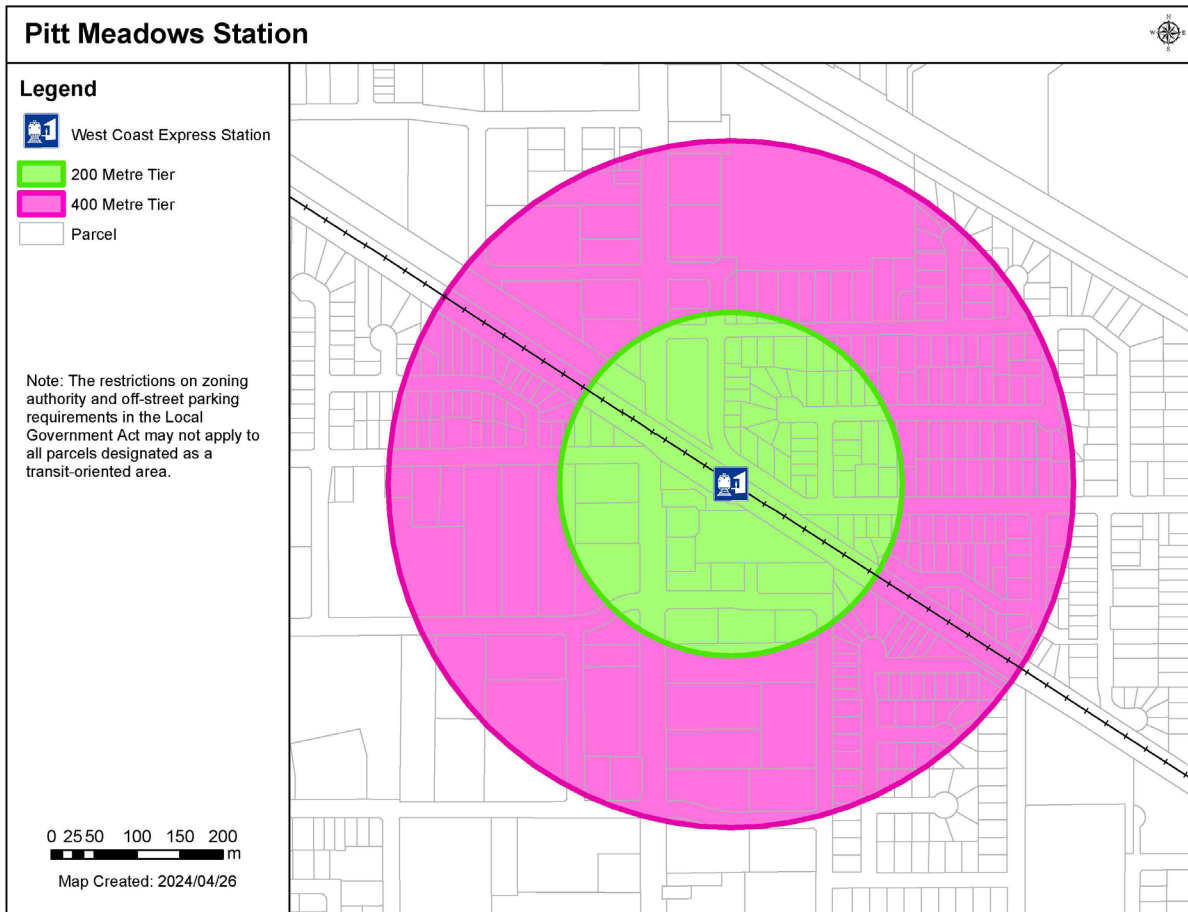 Pitt Meadows Station
N
W E
S
Legend
West Coast Express Station
200 Metre Tier
400 Metre Tier
Parcel
Note: The restrictions on zoning
authority and off-street parking
requirements in the Local
Government Act may not apply to
all parcels designated as a
transit-oriented area.
0 25 50 100 150 200
m
Map Created: 2024/04/26